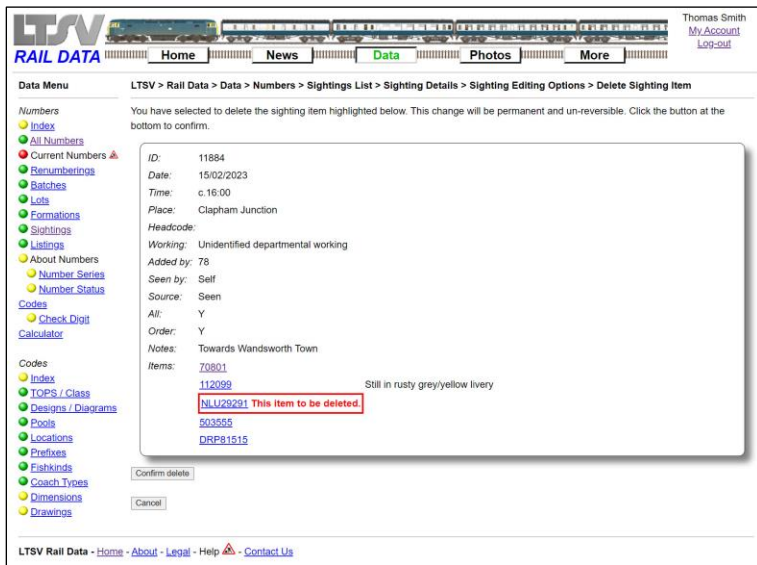 LTSV
RAIL DATA
Home
News
Data
Photos
More
Thomas Smith
My Account
Log-out
Data Menu
Numbers
Index
All Numbers
Current Numbers
Renumberings
Batches
Lots
Formations
Sightings
Listings
About Numbers
Number Series
Number Status
Codes
Check Digit
Calculator
Codes
Index
TOPS / Class
Designs / Diagrams
Pools
Locations
Prefixes
Fishkinds
Coach Types
Dimensions
Drawings
LTSV > Rail Data > Data > Numbers > Sightings List > Sighting Details > Sighting Editing Options > Delete Sighting Item
You have selected to delete the sighting item highlighted below. This change will be permanent and un-reversible. Click the button at the
bottom to confirm.
ID: 11884
Date: 15/02/2023
Time: c.16:00
Place: Clapham Junction
Headcode:
Working: Unidentified departmental working
Added by: 78
Seen by: Self
Source: Seen
All: Y
Order: Y
Notes: Towards Wandsworth Town
Items: 70801
112099 Still in rusty grey/yellow livery
NLU29291 This item to be deleted.
503555
DRP81515
Confirm delete
Cancel
LTSV Rail Data - Home - About - Legal - Help - Contact Us